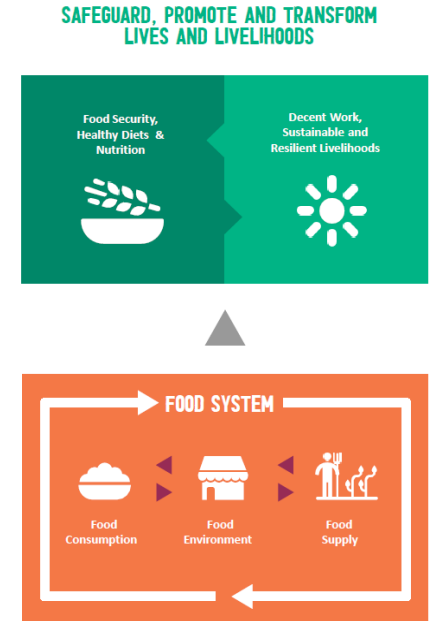 SAFEGUARD, PROMOTE AND TRANSFORM
LIVES AND LIVELIHOODS
Food Security,
Healthy Diets &
Nutrition
Decent Work,
Sustainable and
Resilient Livelihoods
FOOD SYSTEM
Food
Consumption
Food
Environment
Food
Supply